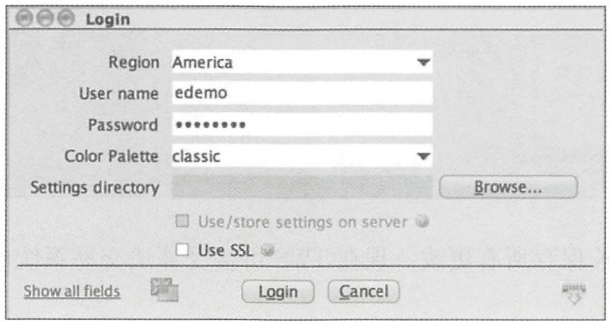 Login
Region America
User name edemo
Password ••••••••
Color Palette classic
Settings directory Browse...
Use/store settings on server
Use SSL
Show all fields Login Cancel